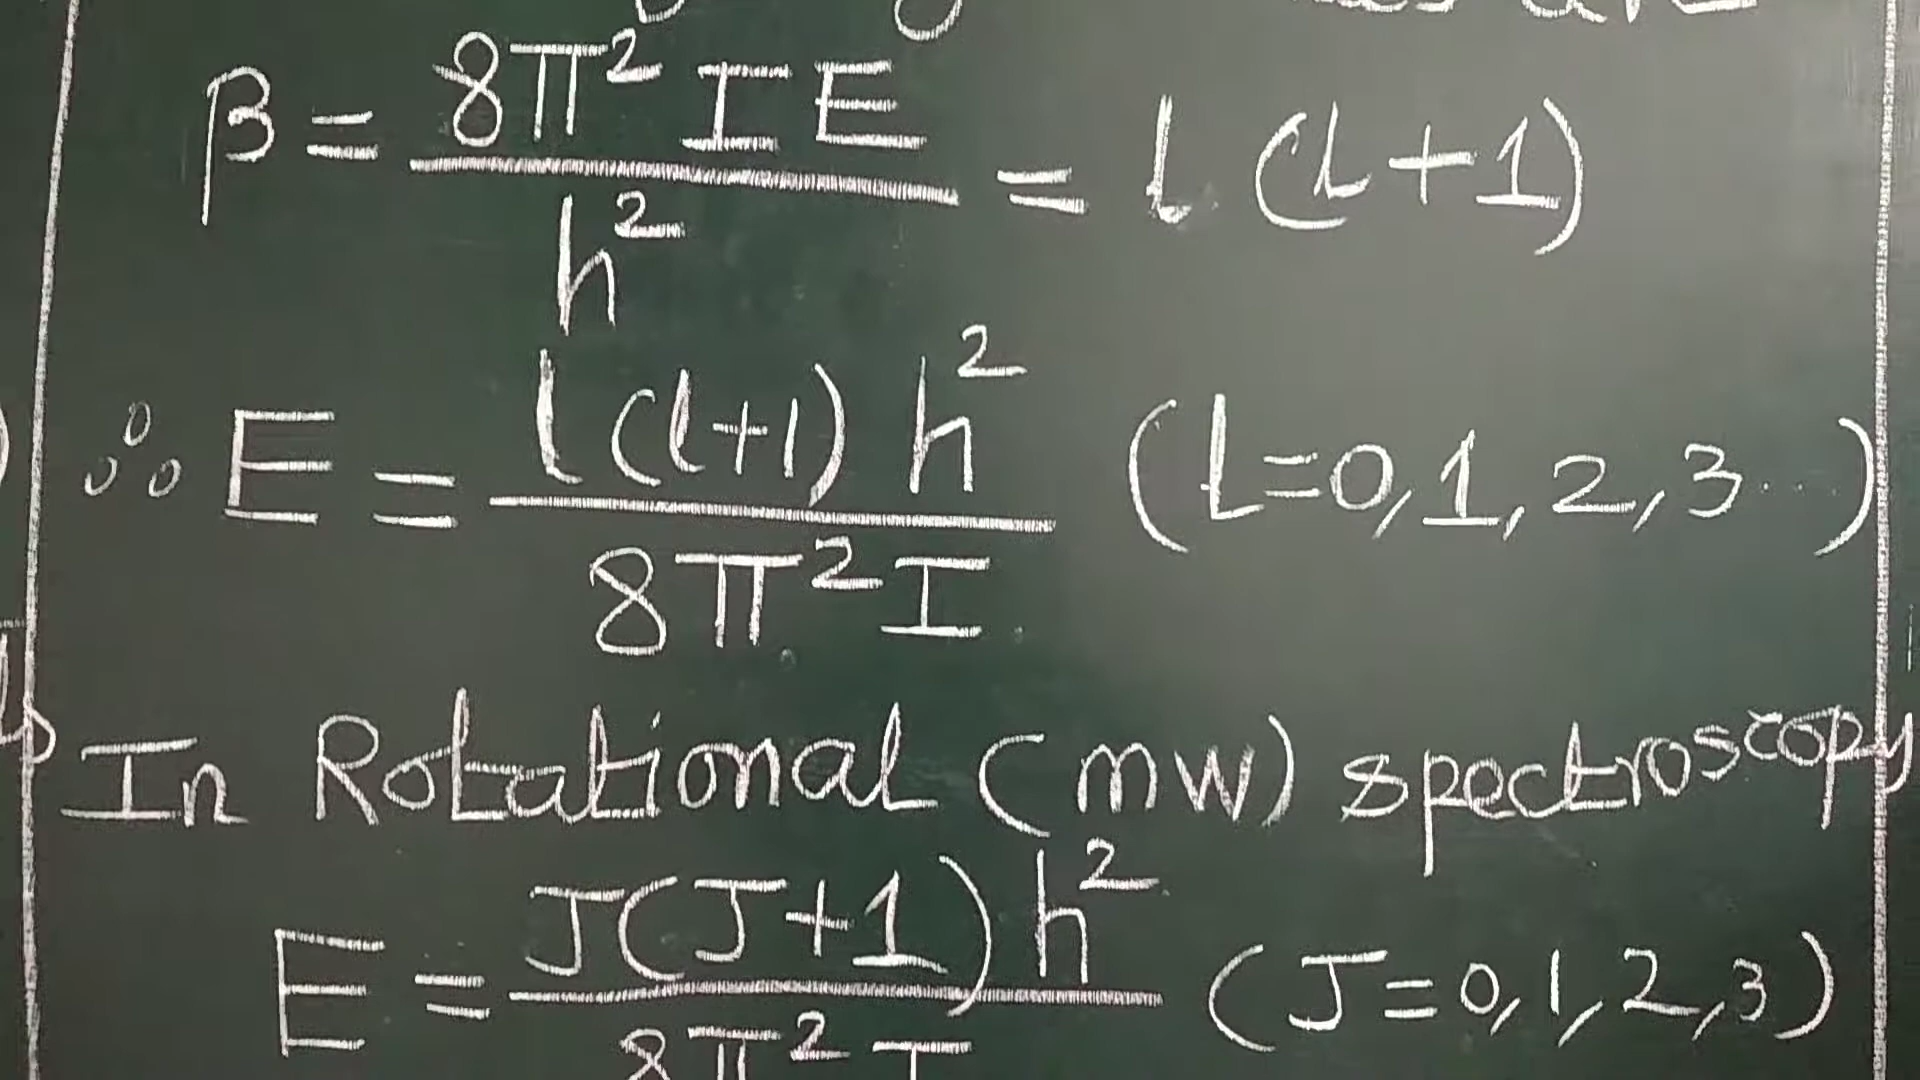 β = 8π² I E / h² = l (l+1)
∴ E = l(l+1) h² / 8π² I (l=0,1,2,3...)
In Rotational (mw) spectroscopy
E = J(J+1) h² / 8π² I (J=0,1,2,3)